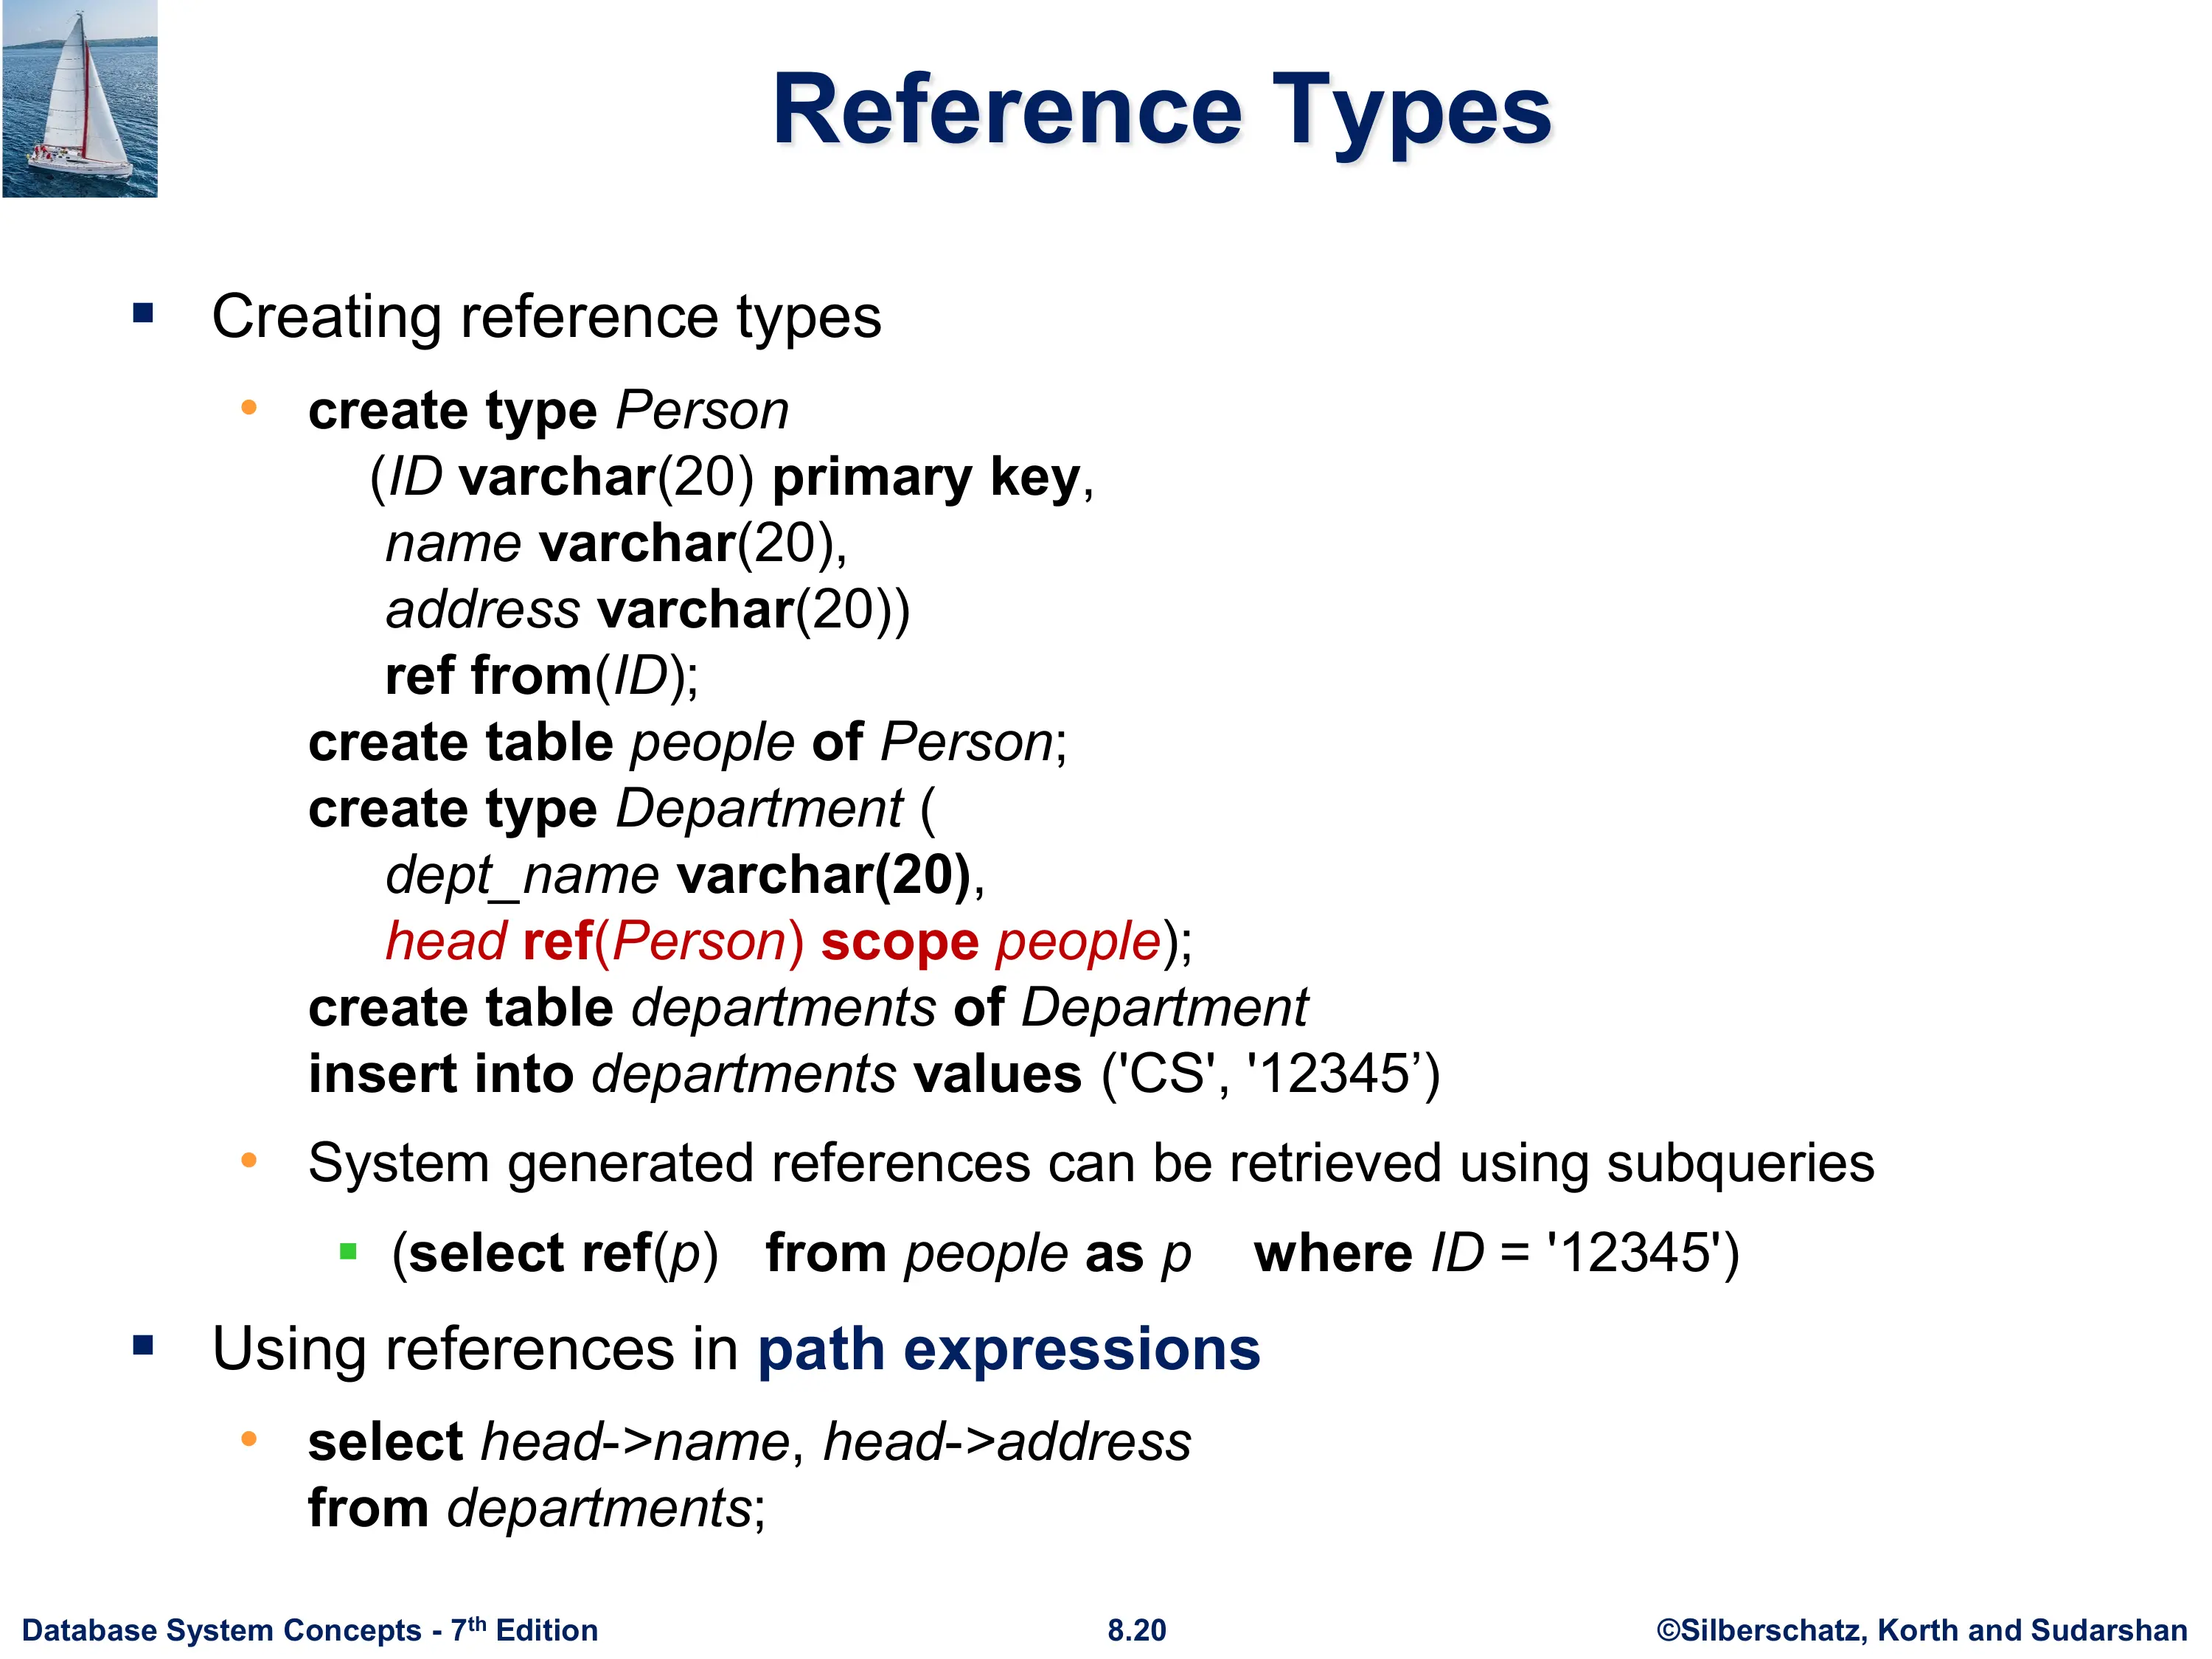 Reference Types
▪ Creating reference types
• create type Person
(ID varchar(20) primary key,
name varchar(20),
address varchar(20))
ref from(ID);
create table people of Person;
create type Department (
dept_name varchar(20),
head ref(Person) scope people);
create table departments of Department
insert into departments values ('CS', '12345’)
• System generated references can be retrieved using subqueries
▪ (select ref(p) from people as p where ID = '12345')
▪ Using references in path expressions
• select head->name, head->address
from departments;
Database System Concepts - 7th Edition 8.20 ©Silberschatz, Korth and Sudarshan